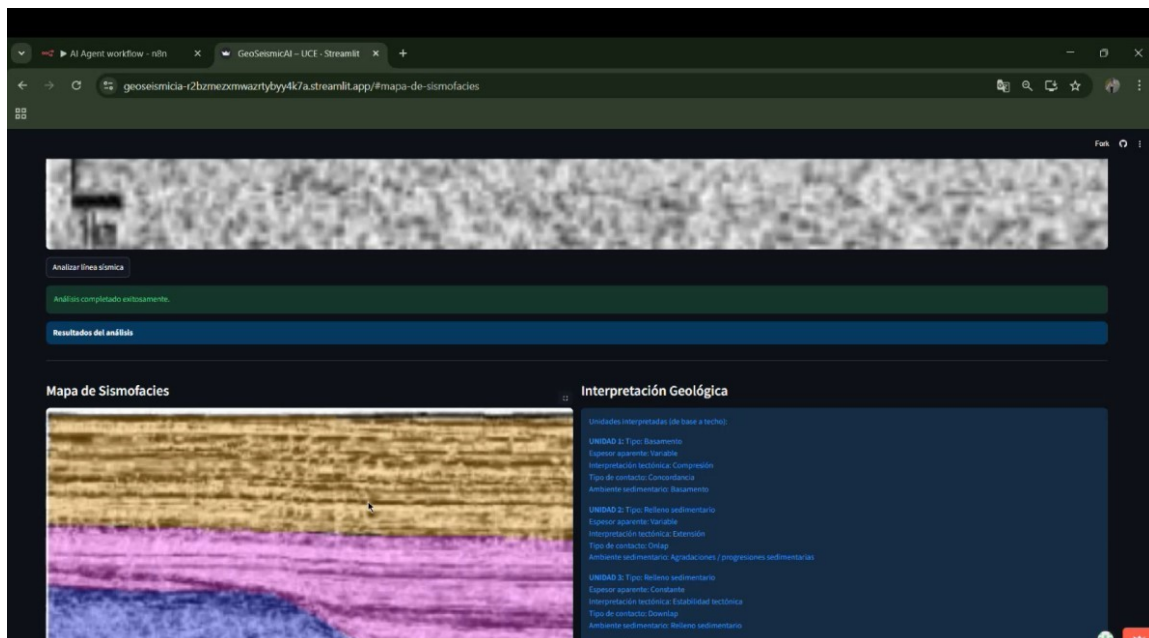 AI Agent workflow - n8n
GeoSeismicAI – UCE - Streamlit
geoseismicia-r2bzmezxmwazrtybyy4k7a.streamlit.app/#mapa-de-sismofacies
Fork
Analizar línea sísmica
Análisis completado exitosamente.
Resultados del análisis
Mapa de Sismofacies
Interpretación Geológica
Unidades interpretadas (de base a techo):
UNIDAD 1: Tipo: Basamento
Espesor aparente: Variable
Interpretación tectónica: Compresión
Tipo de contacto: Concordancia
Ambiente sedimentario: Basamento
UNIDAD 2: Tipo: Relleno sedimentario
Espesor aparente: Variable
Interpretación tectónica: Extensión
Tipo de contacto: Onlap
Ambiente sedimentario: Agradaciones / progresiones sedimentarias
UNIDAD 3: Tipo: Relleno sedimentario
Espesor aparente: Constante
Interpretación tectónica: Estabilidad tectónica
Tipo de contacto: Downlap
Ambiente sedimentario: Relleno sedimentario